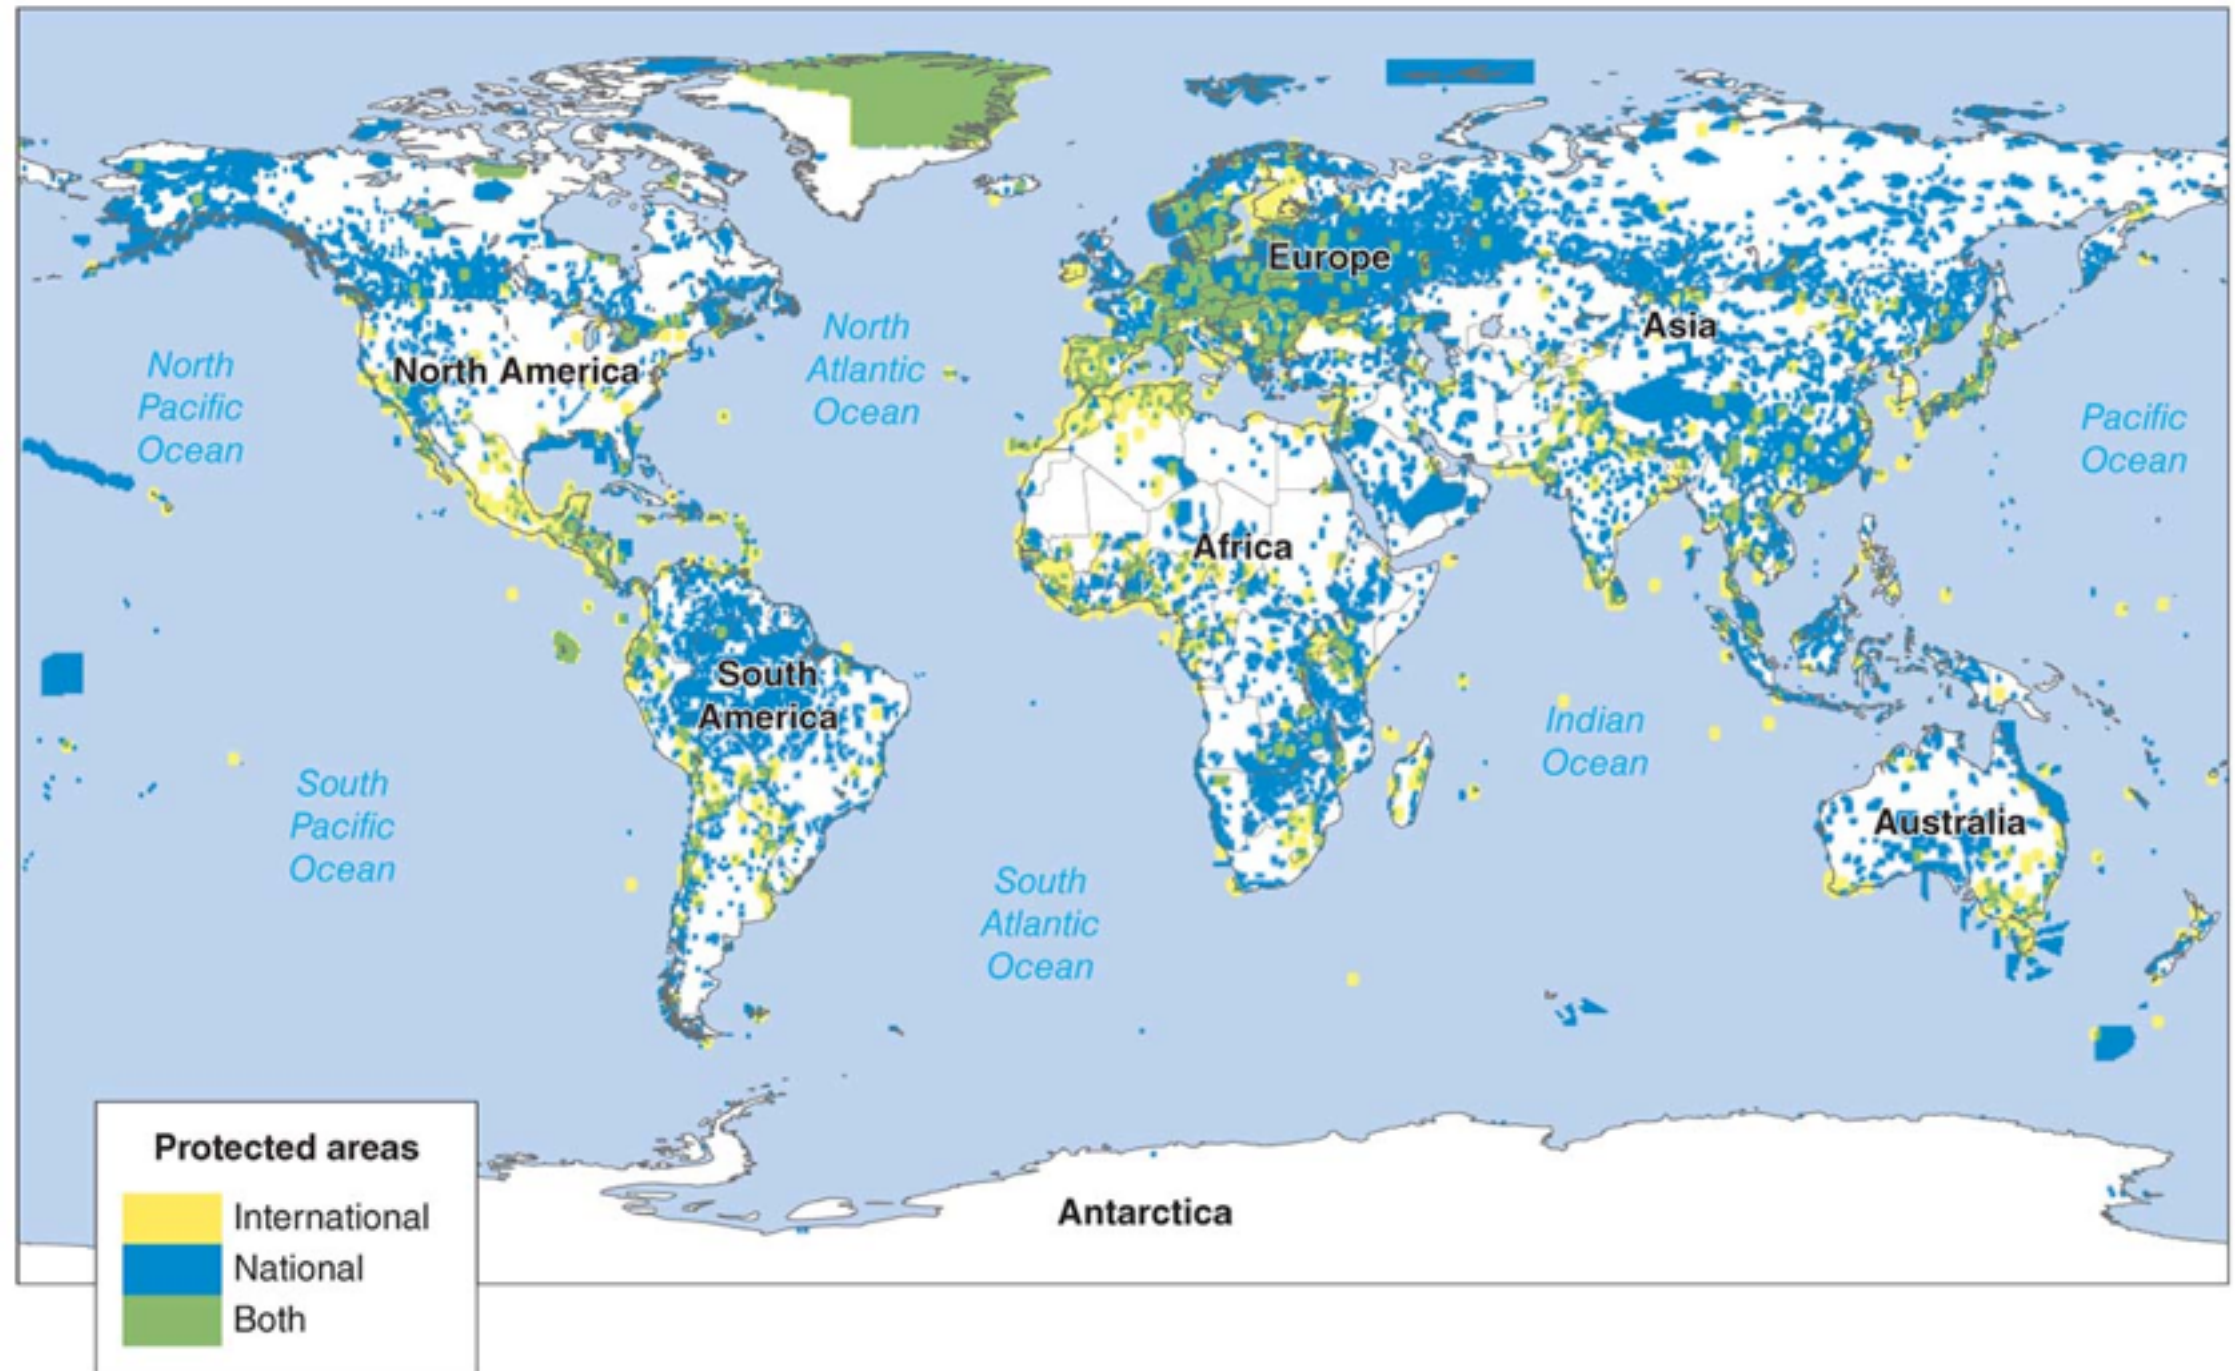 Europe
Asia
North America
North
Atlantic
Ocean
North
Pacific
Ocean
Pacific
Ocean
Africa
South
America
Indian
Ocean
South
Pacific
Ocean
Australia
South
Atlantic
Ocean
Antarctica
Protected areas
International
National
Both